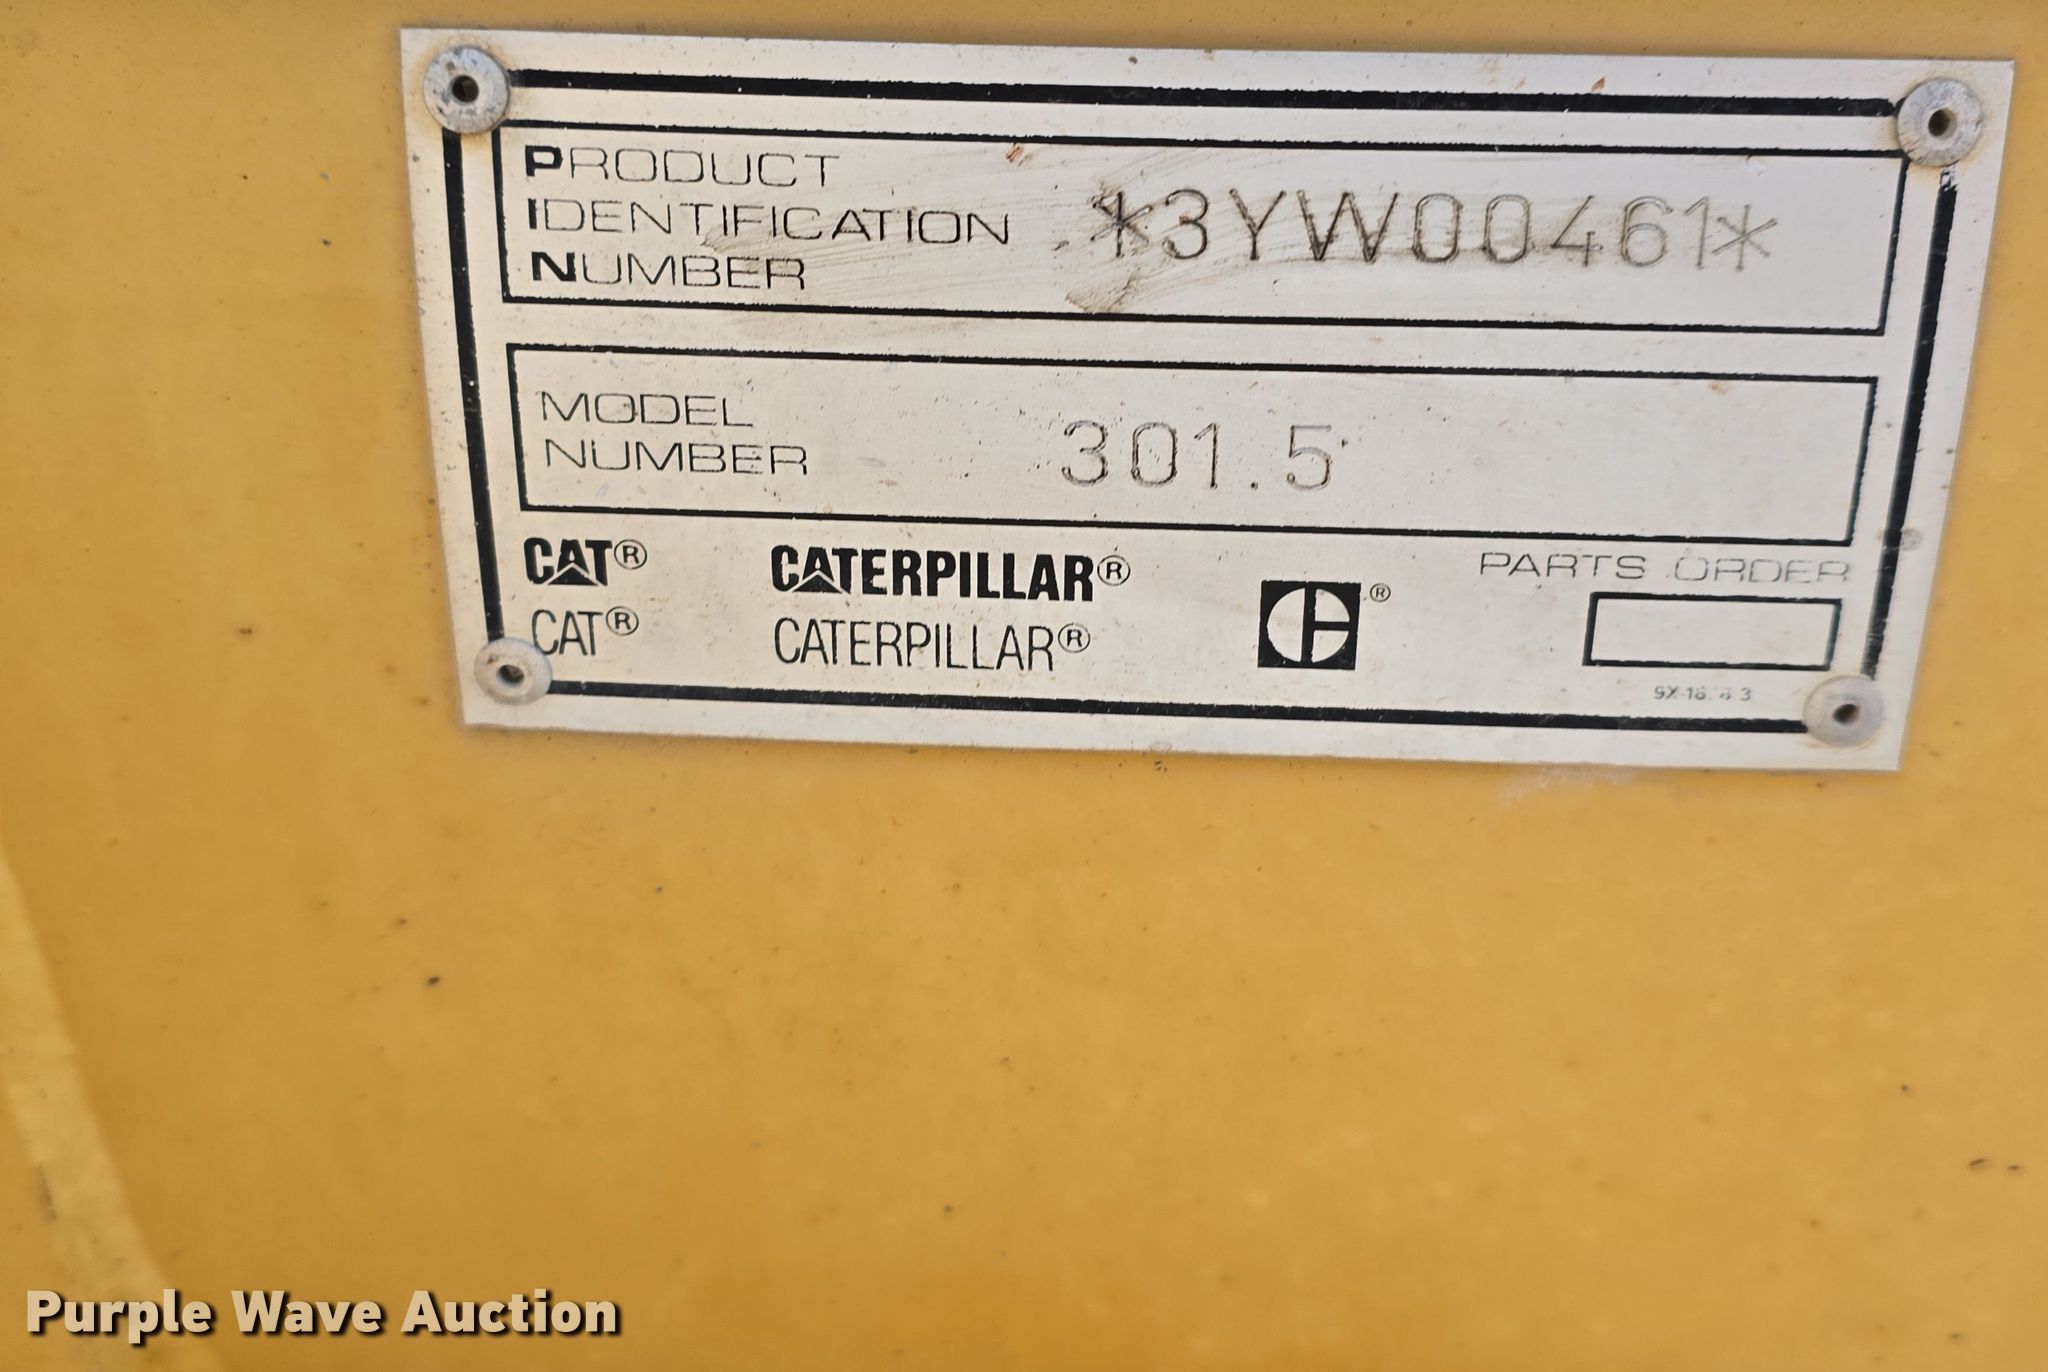 PRODUCT
IDENTIFICATION
NUMBER
*3YW00461*
MODEL
NUMBER
301.5
CAT® CATERPILLAR® ®
CAT® CATERPILLAR®
PARTS ORDER
Purple Wave Auction